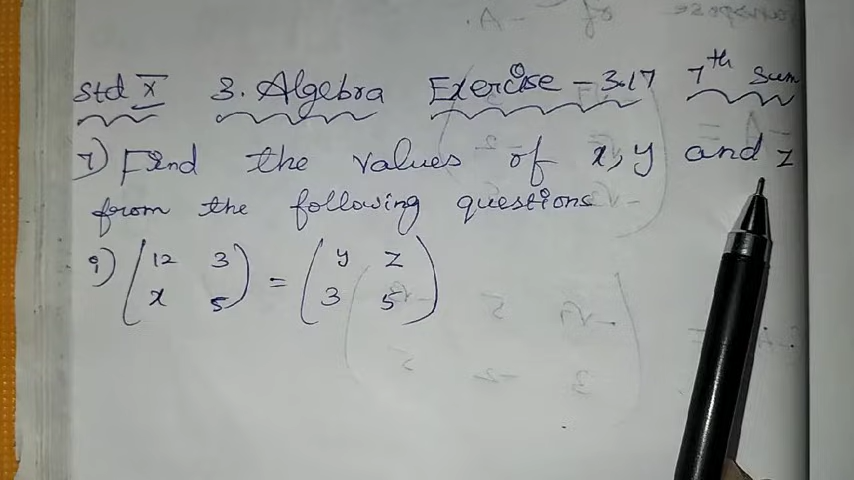 Std X 3. Algebra Exercise - 3.17 7th Sum
7) Find the values of x, y and z
from the following questions
i) (12 3 x 5) = (y z 3 5)